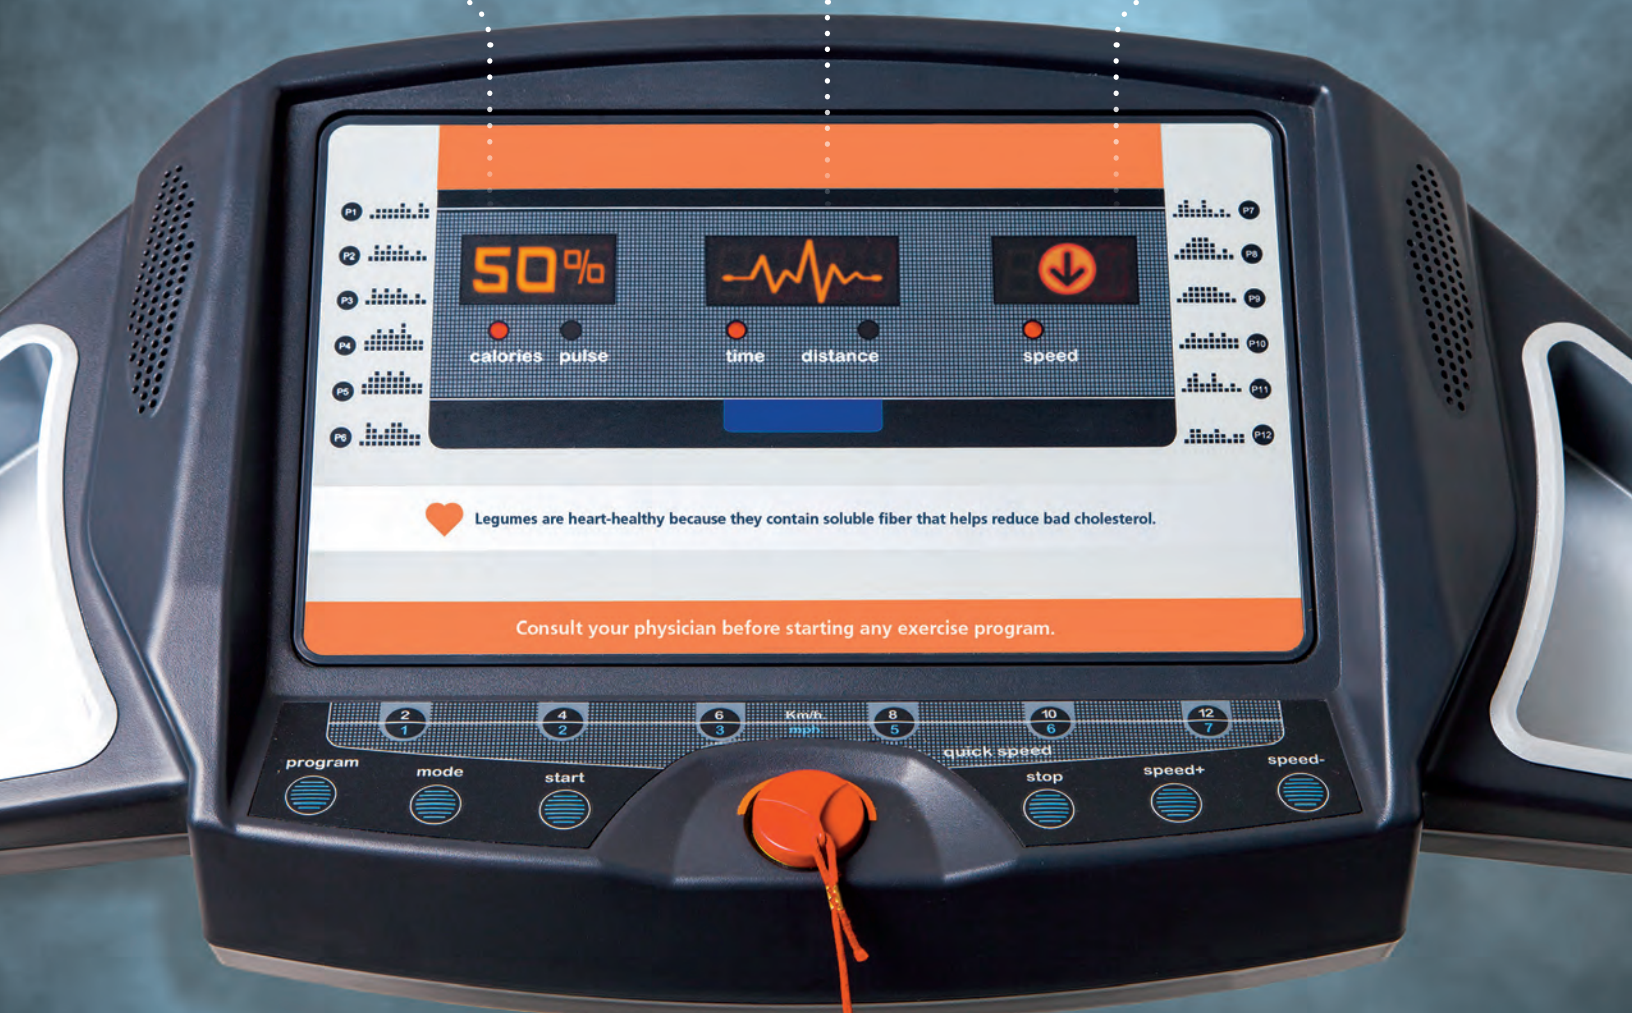 50%
calories pulse
time distance
speed
P1
P2
P3
P4
P5
P6
P7
P8
P9
P10
P11
P12
Legumes are heart-healthy because they contain soluble fiber that helps reduce bad cholesterol.
Consult your physician before starting any exercise program.
2 4 6 Km/h. 8 10 12
1 2 3 mph 5 6 7
quick speed
program mode start stop speed+ speed-